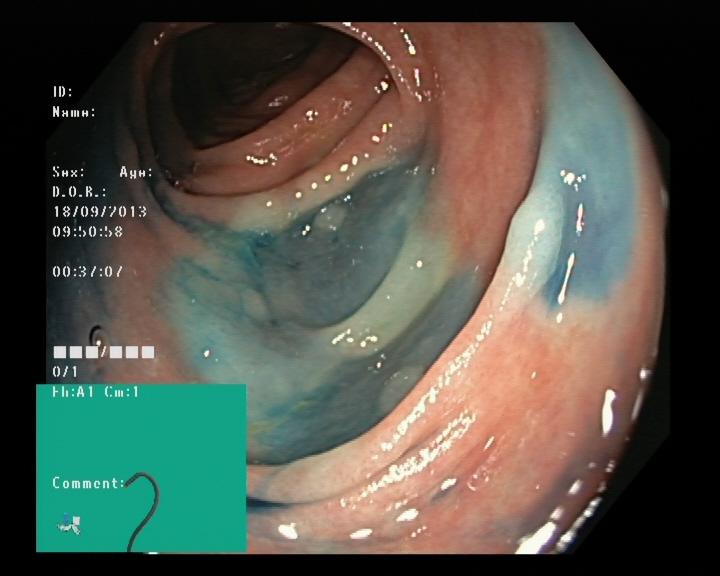 ID:
Name:
Sex: Age:
D.O.B.:
18/09/2013
09:50:58
00:37:07
■■■/■■■
0/1
Eh:A1 Cm:1
Comment: